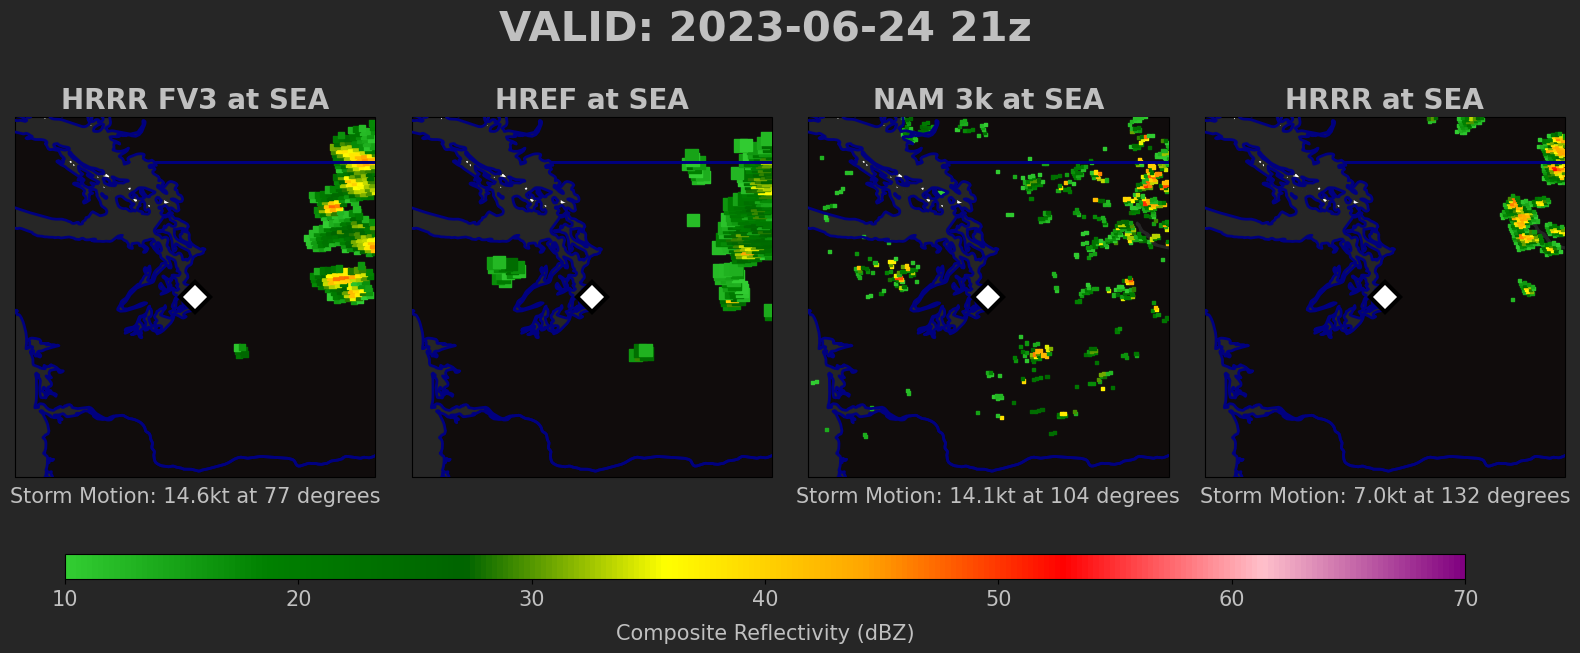 VALID: 2023-06-24 21z
HRRR FV3 at SEA
HREF at SEA
NAM 3k at SEA
HRRR at SEA
Storm Motion: 14.6kt at 77 degrees
Storm Motion: 14.1kt at 104 degrees
Storm Motion: 7.0kt at 132 degrees
10 20 30 40 50 60 70
Composite Reflectivity (dBZ)